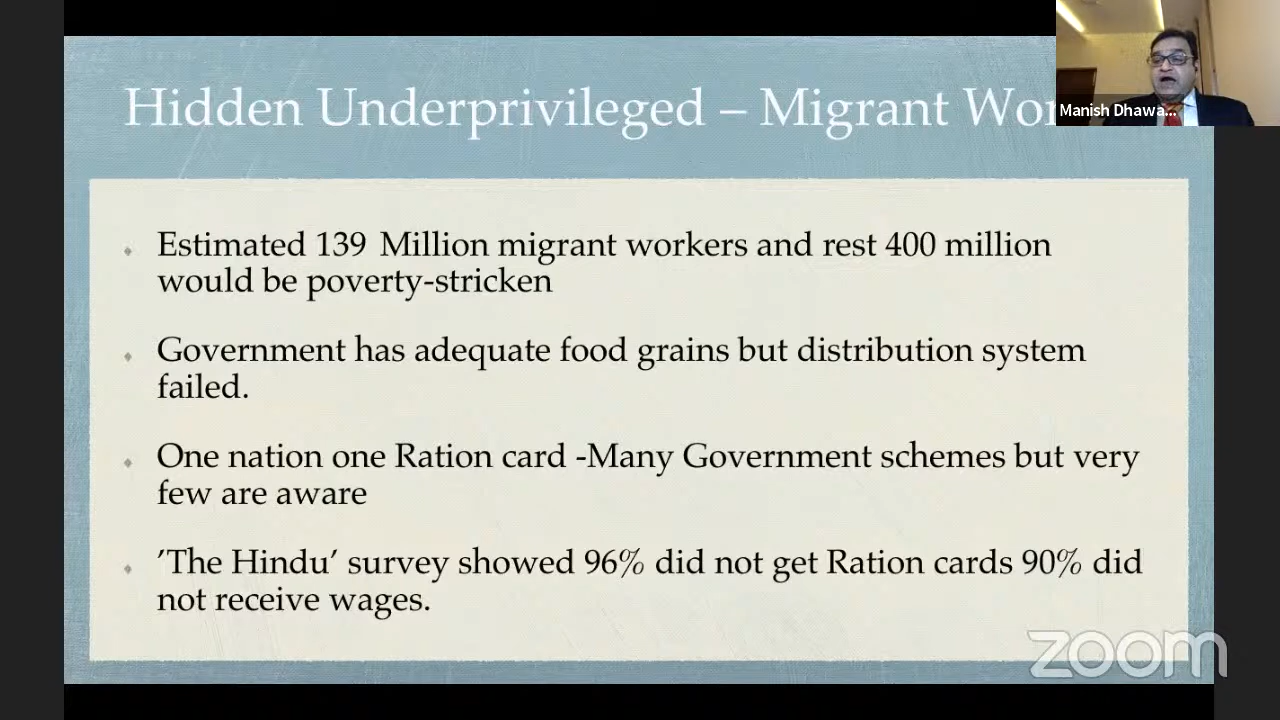 Hidden Underprivileged – Migrant Wor
Manish Dhawa...
Estimated 139 Million migrant workers and rest 400 million
would be poverty-stricken
Government has adequate food grains but distribution system
failed.
One nation one Ration card -Many Government schemes but very
few are aware
’The Hindu’ survey showed 96% did not get Ration cards 90% did
not receive wages.
zoom